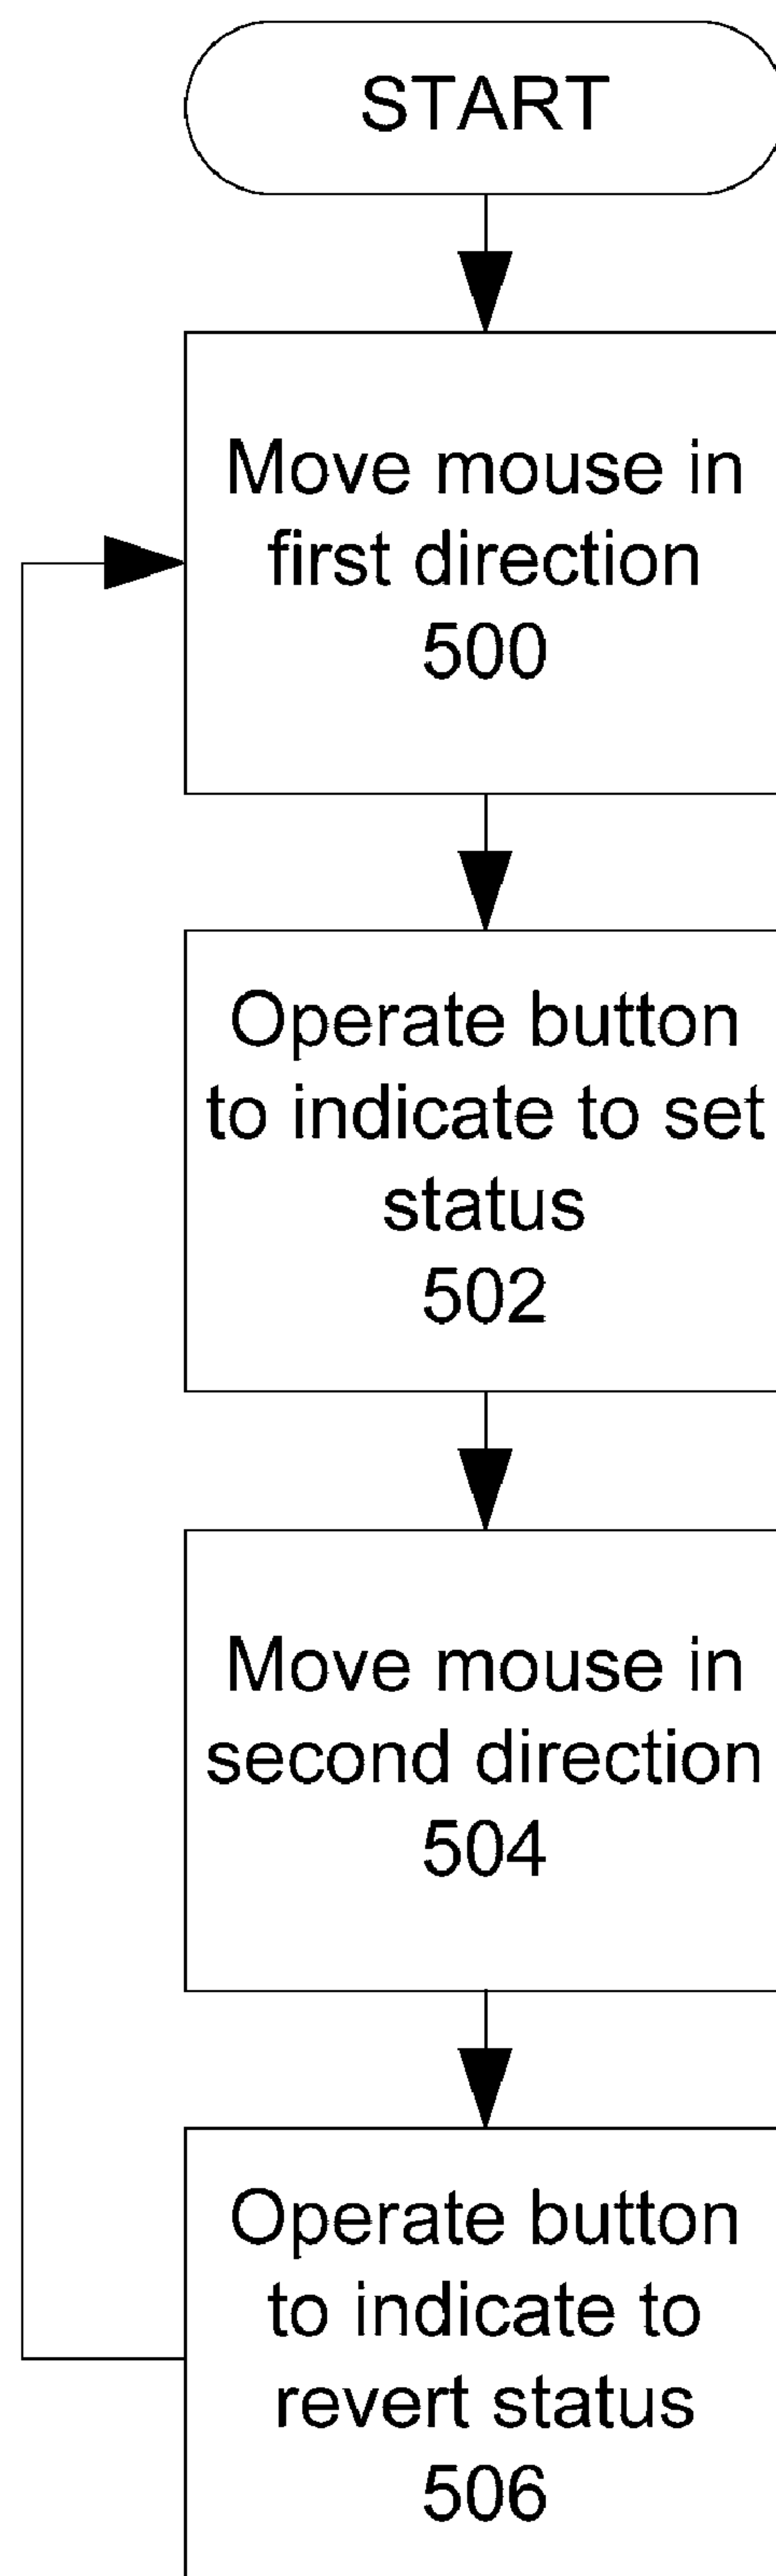 START
Move mouse in
first direction
500
Operate button
to indicate to set
status
502
Move mouse in
second direction
504
Operate button
to indicate to
revert status
506